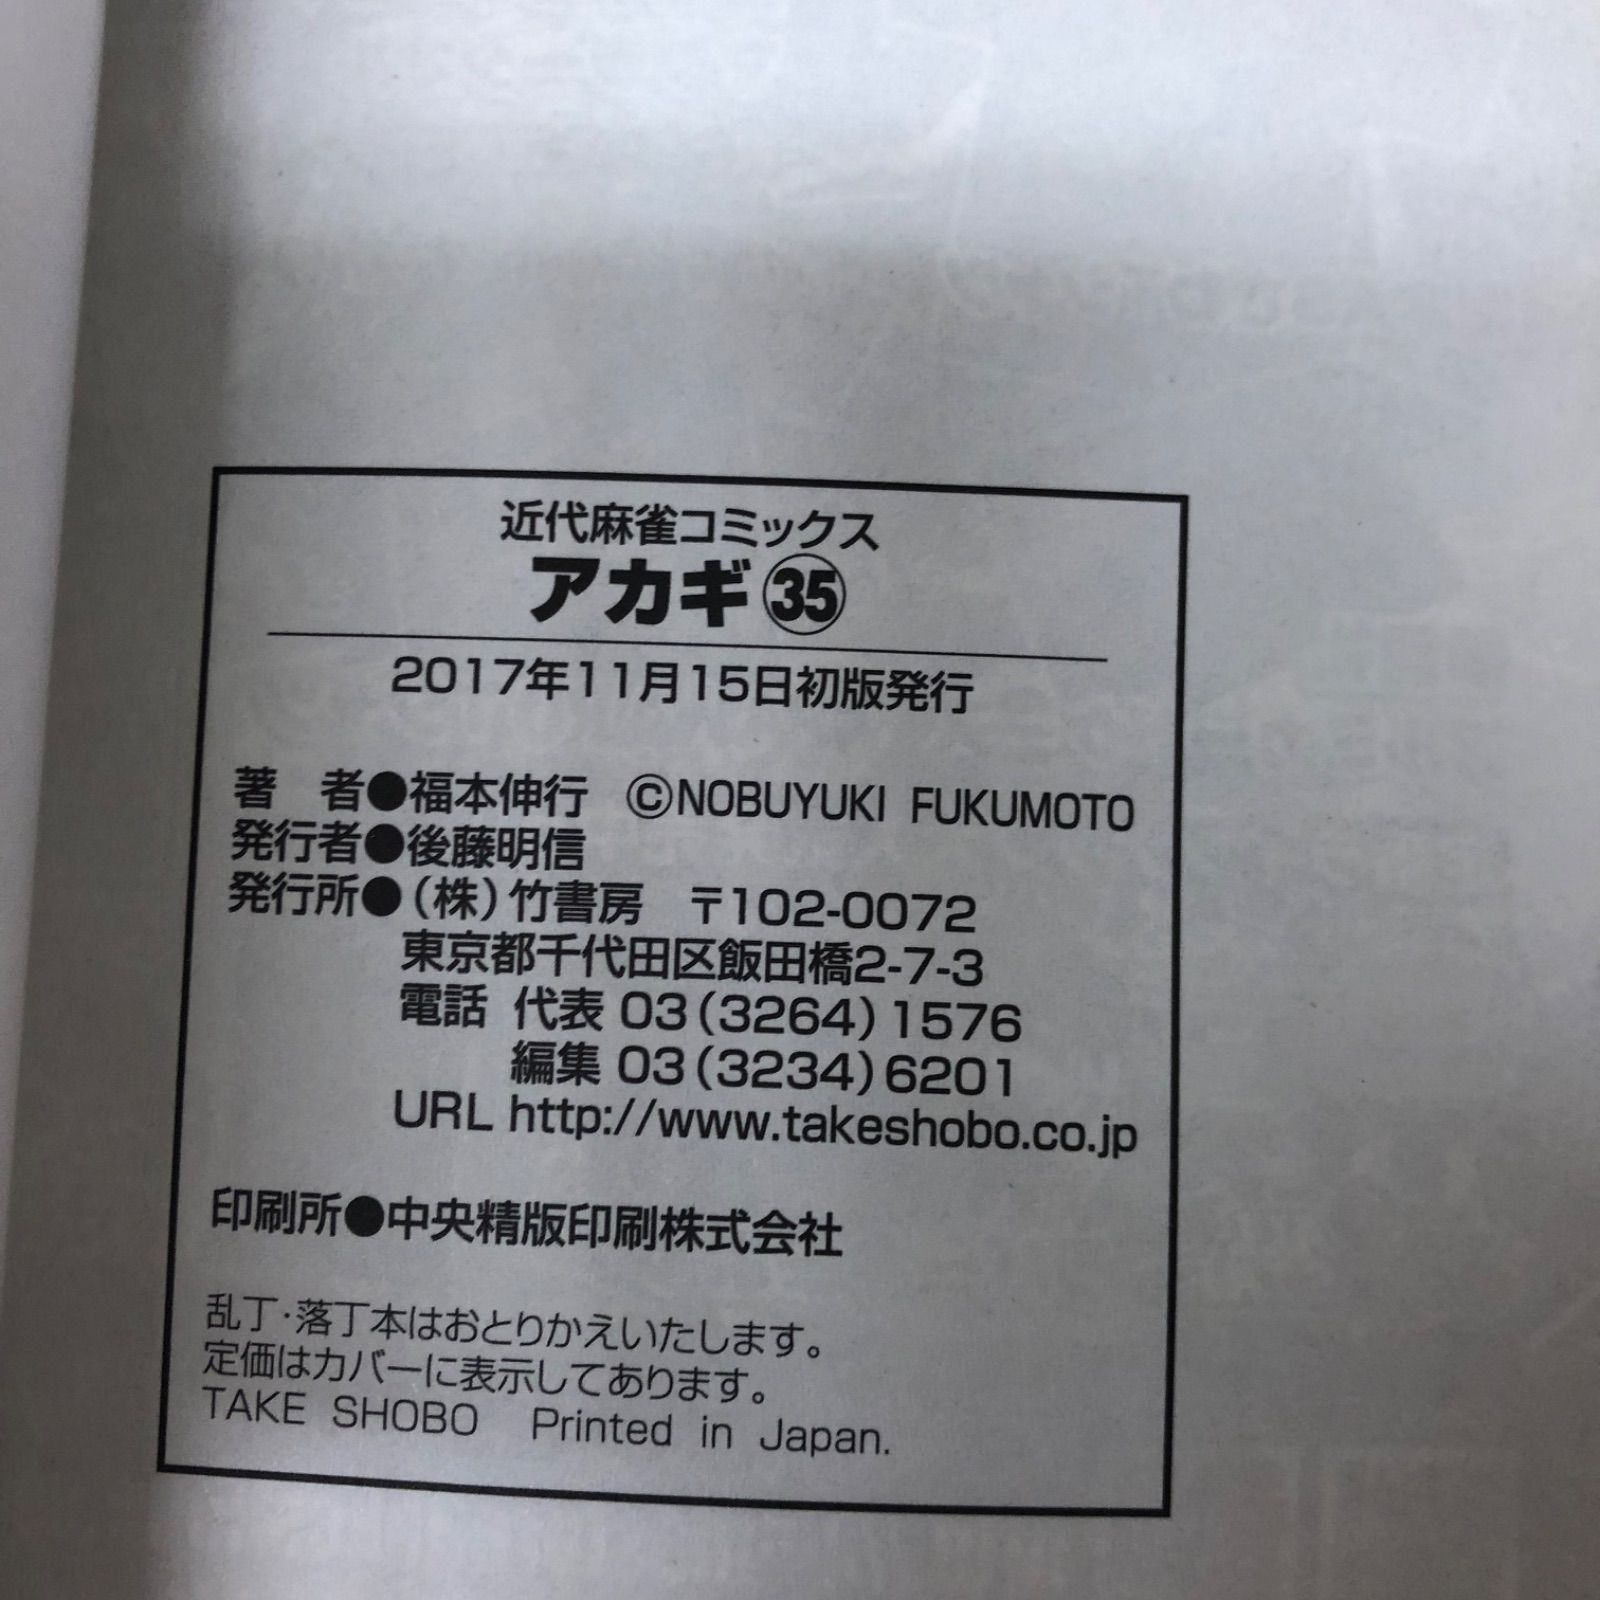 近代麻雀コミックス
アカギ㉟
2017年11月15日初版発行
著　者●福本伸行　©NOBUYUKI FUKUMOTO
発行者●後藤明信
発行所●(株)竹書房　〒102-0072
東京都千代田区飯田橋2-7-3
電話 代表 03(3264)1576
編集 03(3234)6201
URL http://www.takeshobo.co.jp
印刷所●中央精版印刷株式会社
乱丁・落丁本はおとりかえいたします。
定価はカバーに表示してあります。
TAKE SHOBO　Printed in Japan.